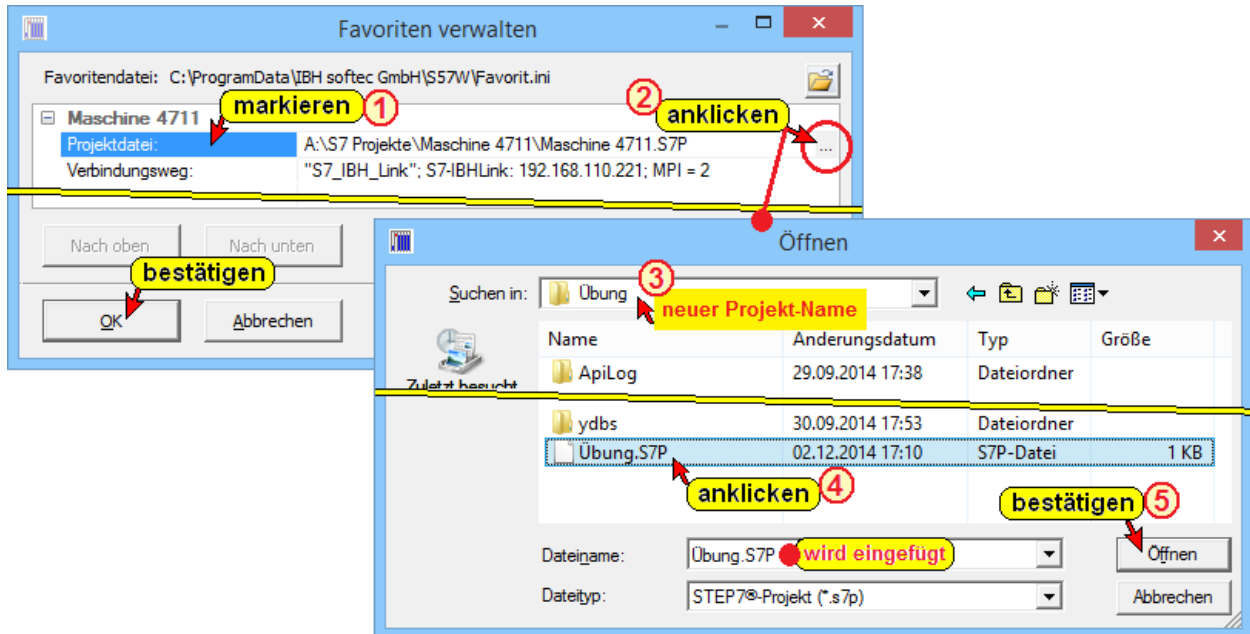 Favoriten verwalten
Favoritendatei: C:\ProgramData\IBH softec GmbH\S57W\Favorit.ini
markieren 1
2 anklicken
Maschine 4711
Projektdatei: A:\S7 Projekte\Maschine 4711\Maschine 4711.S7P ...
Verbindungsweg: "S7_IBH_Link"; S7-IBHLink: 192.168.110.221; MPI = 2
Nach oben Nach unten
bestätigen
OK Abbrechen
Öffnen
Suchen in: Übung 3
neuer Projekt-Name
Name Änderungsdatum Typ Größe
ApiLog 29.09.2014 17:38 Dateiordner
Zuletzt besucht
ydbs 30.09.2014 17:53 Dateiordner
Übung.S7P 02.12.2014 17:10 S7P-Datei 1 KB
anklicken 4
bestätigen 5
Dateiname: Übung.S7P wird eingefügt Öffnen
Dateityp: STEP7®-Projekt (*.s7p) Abbrechen